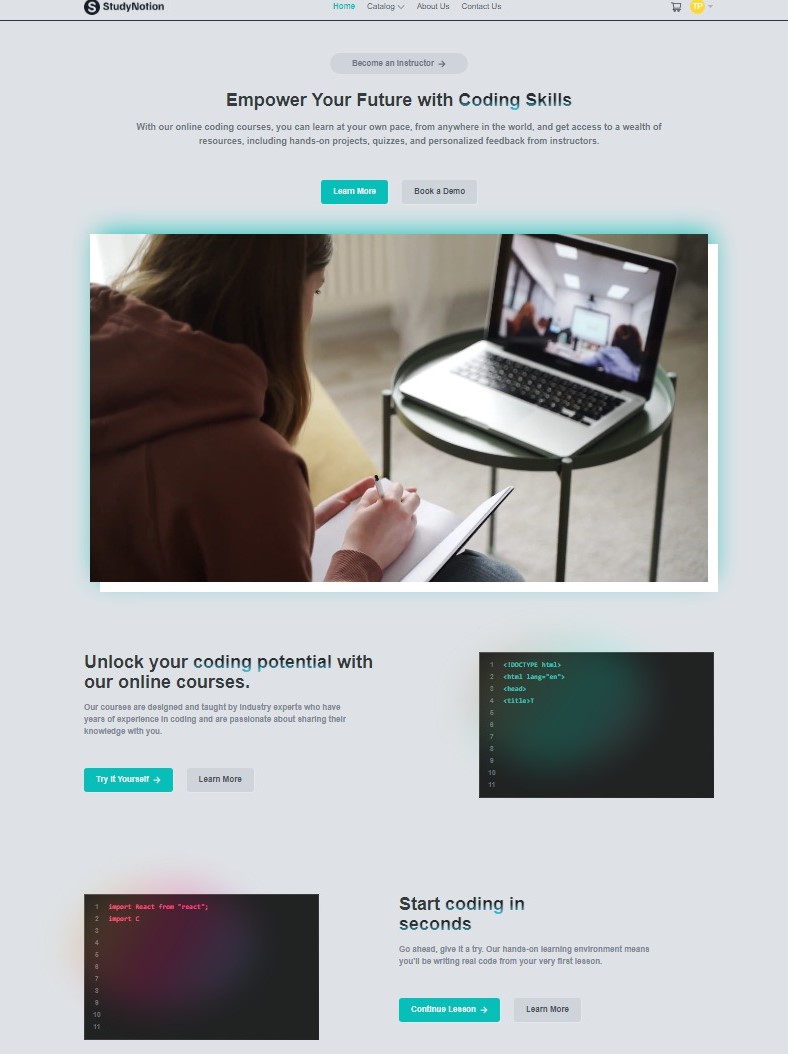 StudyNotion
Home Catalog About Us Contact Us
TP
Become an Instructor
Empower Your Future with Coding Skills
With our online coding courses, you can learn at your own pace, from anywhere in the world, and get access to a wealth of
resources, including hands-on projects, quizzes, and personalized feedback from instructors.
Learn More Book a Demo
Unlock your coding potential with
our online courses.
Our courses are designed and taught by industry experts who have
years of experience in coding and are passionate about sharing their
knowledge with you.
Try It Yourself Learn More
1 <!DOCTYPE html>
2 <html lang="en">
3 <head>
4 <title>T
5
6
7
8
9
10
11
1 import React from "react";
2 import C
3
4
5
6
7
8
9
10
11
Start coding in
seconds
Go ahead, give it a try. Our hands-on learning environment means
you'll be writing real code from your very first lesson.
Continue Lesson Learn More